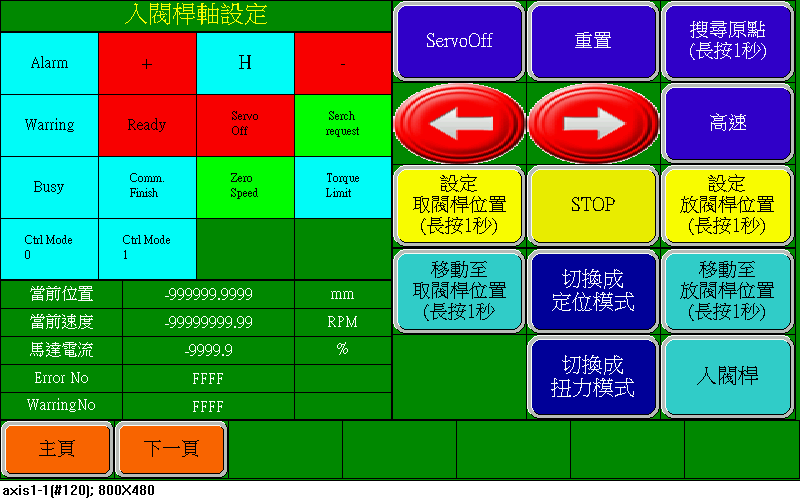 入閥桿軸設定
Alarm
+
H
-
Warring
Ready
Servo
Off
Serch
request
Busy
Comm.
Finish
Zero
Speed
Torque
Limit
Ctrl Mode
0
Ctrl Mode
1
當前位置
-999999.9999
mm
當前速度
-99999999.99
RPM
馬達電流
-9999.9
%
Error No
FFFF
WarringNo
FFFF
ServoOff
重置
搜尋原點
(長按1秒)
高速
設定
取閥桿位置
(長按1秒)
STOP
設定
放閥桿位置
(長按1秒)
移動至
取閥桿位置
(長按1秒
切換成
定位模式
移動至
放閥桿位置
(長按1秒)
切換成
扭力模式
入閥桿
主頁
下一頁
axis1-1(#120); 800X480